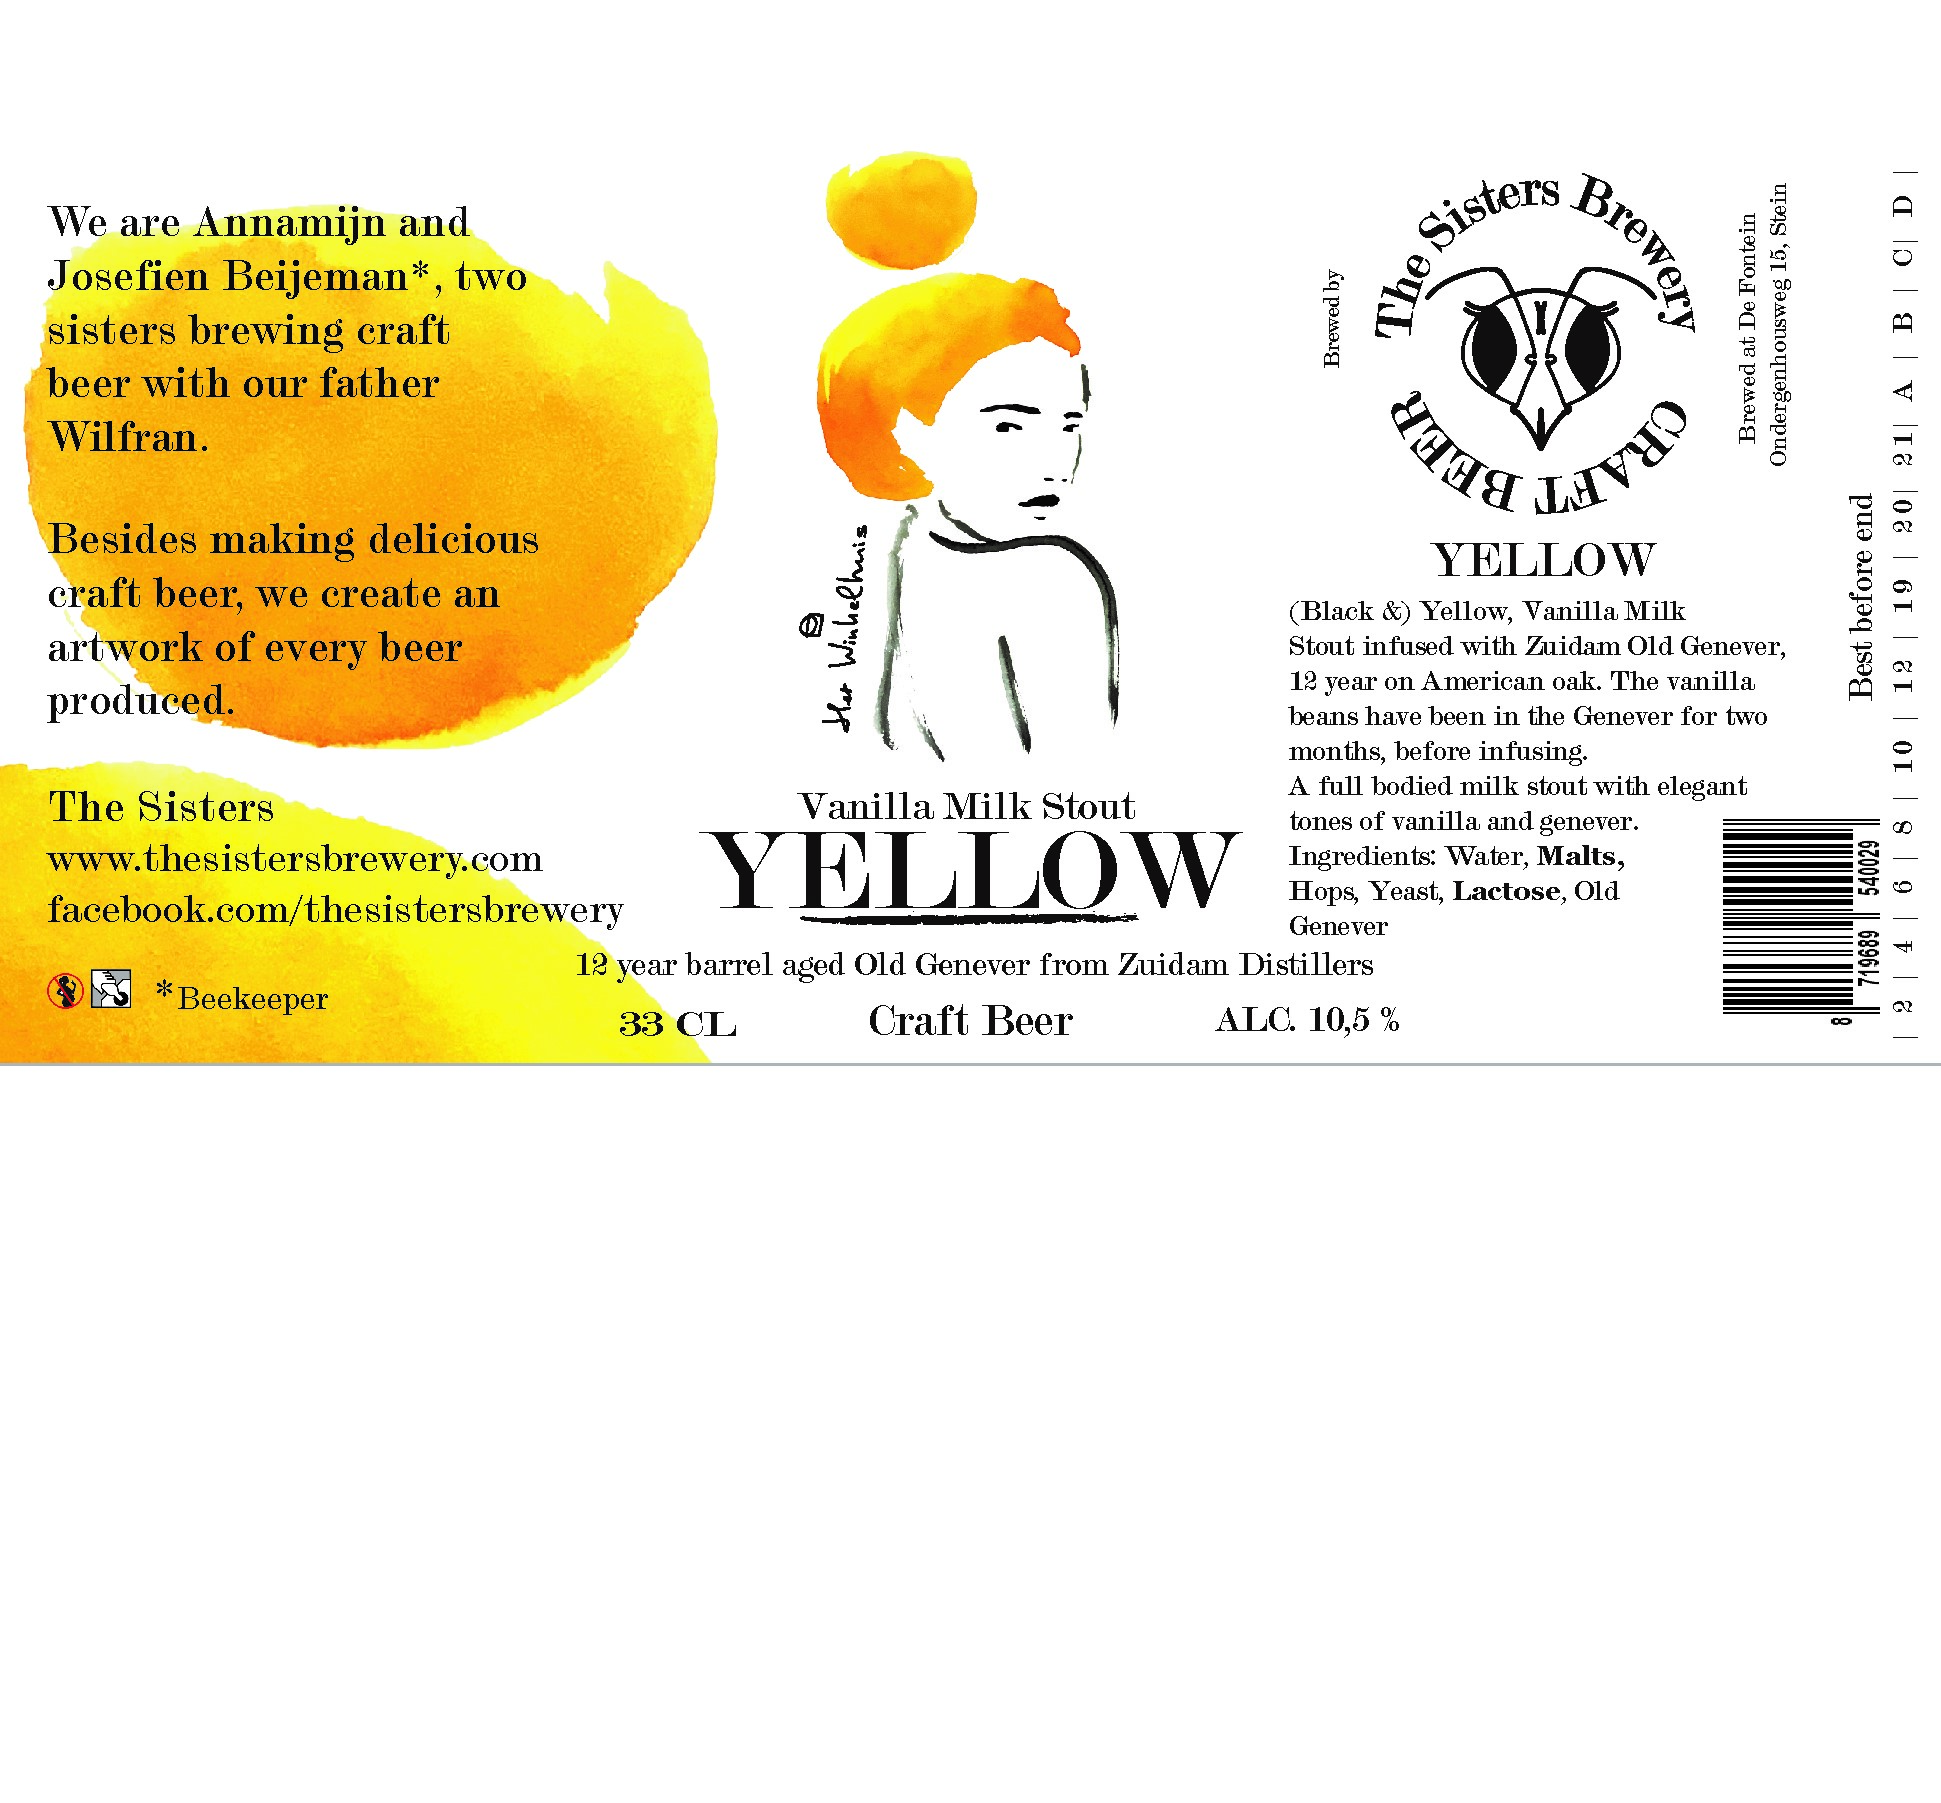 We are Annamijn and
Josefien Beijeman*, two
sisters brewing craft
beer with our father
Wilfran.
Besides making delicious
craft beer, we create an
artwork of every beer
produced.
The Sisters
www.thesistersbrewery.com
facebook.com/thesistersbrewery
*Beekeeper
Her Winkelhuis
Vanilla Milk Stout
YELLOW
12 year barrel aged Old Genever from Zuidam Distillers
33 CL
Craft Beer
ALC. 10,5 %
Brewed by
The Sisters Brewery
CRAFT BEER
Brewed at De Fontein
Ondergenhousweg 15, Stein
YELLOW
(Black &) Yellow, Vanilla Milk
Stout infused with Zuidam Old Genever,
12 year on American oak. The vanilla
beans have been in the Genever for two
months, before infusing.
A full bodied milk stout with elegant
tones of vanilla and genever.
Ingredients: Water, Malts,
Hops, Yeast, Lactose, Old
Genever
8 719689 540029
Best before end
| 2 | 4 | 6 | 8 | 10 | 12 | 19 | 20 | 21 | A | B | C | D |